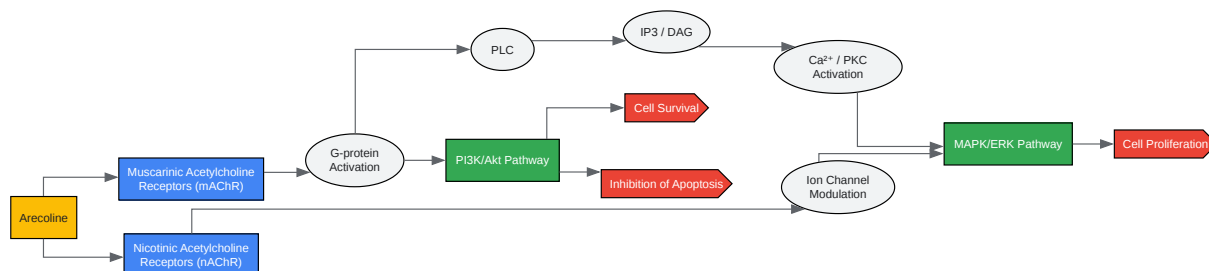 Arecoline
Muscarinic Acetylcholine
Receptors (mAChR)
Nicotinic Acetylcholine
Receptors (nAChR)
G-protein
Activation
PLC
IP3 / DAG
Ca²⁺ / PKC
Activation
PI3K/Akt Pathway
Cell Survival
Inhibition of Apoptosis
Ion Channel
Modulation
MAPK/ERK Pathway
Cell Proliferation